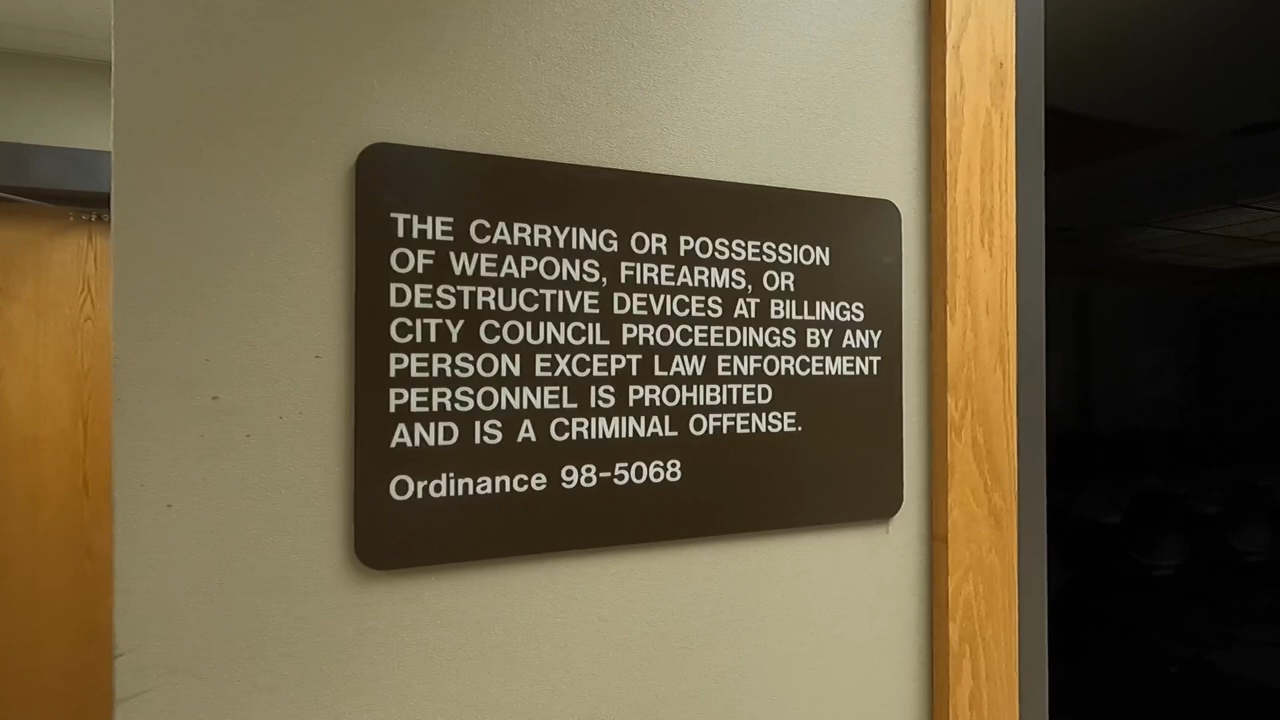 THE CARRYING OR POSSESSION
OF WEAPONS, FIREARMS, OR
DESTRUCTIVE DEVICES AT BILLINGS
CITY COUNCIL PROCEEDINGS BY ANY
PERSON EXCEPT LAW ENFORCEMENT
PERSONNEL IS PROHIBITED
AND IS A CRIMINAL OFFENSE.
Ordinance 98-5068